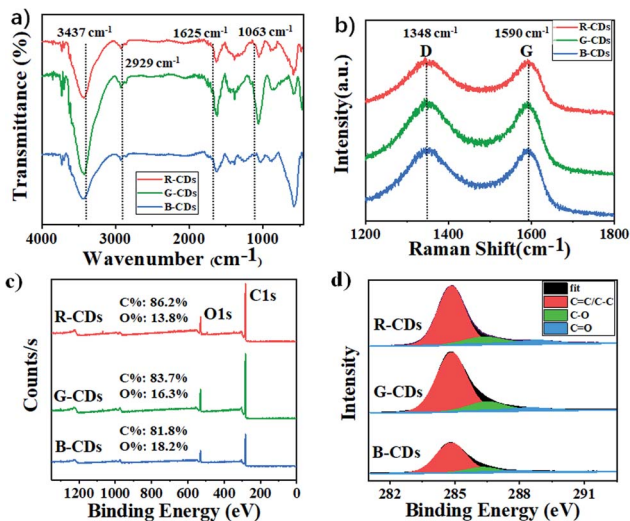 a)
3437 cm⁻¹
1625 cm⁻¹
1063 cm⁻¹
2929 cm⁻¹
Transmittance (%)
R-CDs
G-CDs
B-CDs
4000
3000
2000
1000
Wavenumber (cm⁻¹)
b)
1348 cm⁻¹
1590 cm⁻¹
D
G
R-CDs
G-CDs
B-CDs
Intensity(a.u.)
1200
1400
1600
1800
Raman Shift(cm⁻¹)
c)
C%: 86.2%
O%: 13.8%
O1s
C1s
R-CDs
C%: 83.7%
O%: 16.3%
G-CDs
C%: 81.8%
O%: 18.2%
B-CDs
Counts/s
1200 1000 800 600 400 200 0
Binding Energy (eV)
d)
fit
C=C/C-C
C-O
C=O
R-CDs
G-CDs
B-CDs
Intensity
282
285
288
291
Binding Energy (eV)